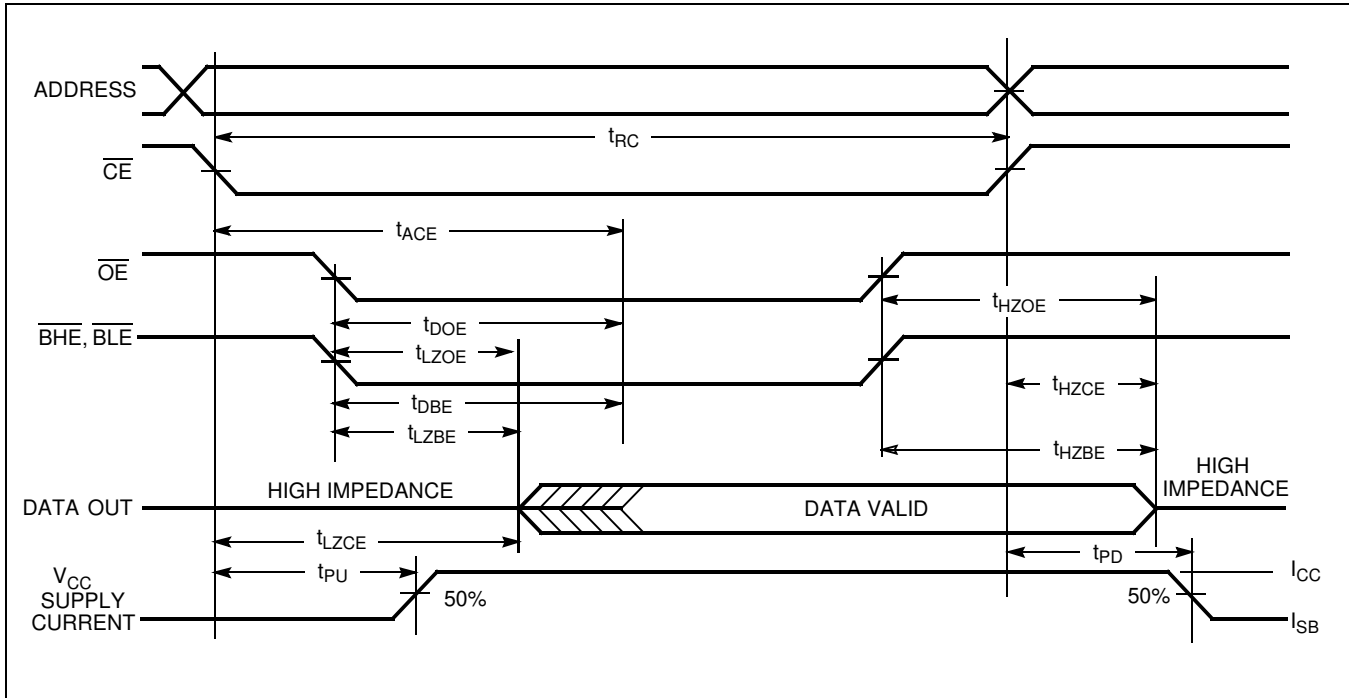 ADDRESS
tRC
CE
tACE
OE
tHZOE
tDOE
BHE, BLE
tLZOE
tHZCE
tDBE
tLZBE
tHZBE
HIGH IMPEDANCE
HIGH
IMPEDANCE
DATA OUT
DATA VALID
tLZCE
tPD
tPU
VCC
SUPPLY
CURRENT
50%
50%
ICC
ISB